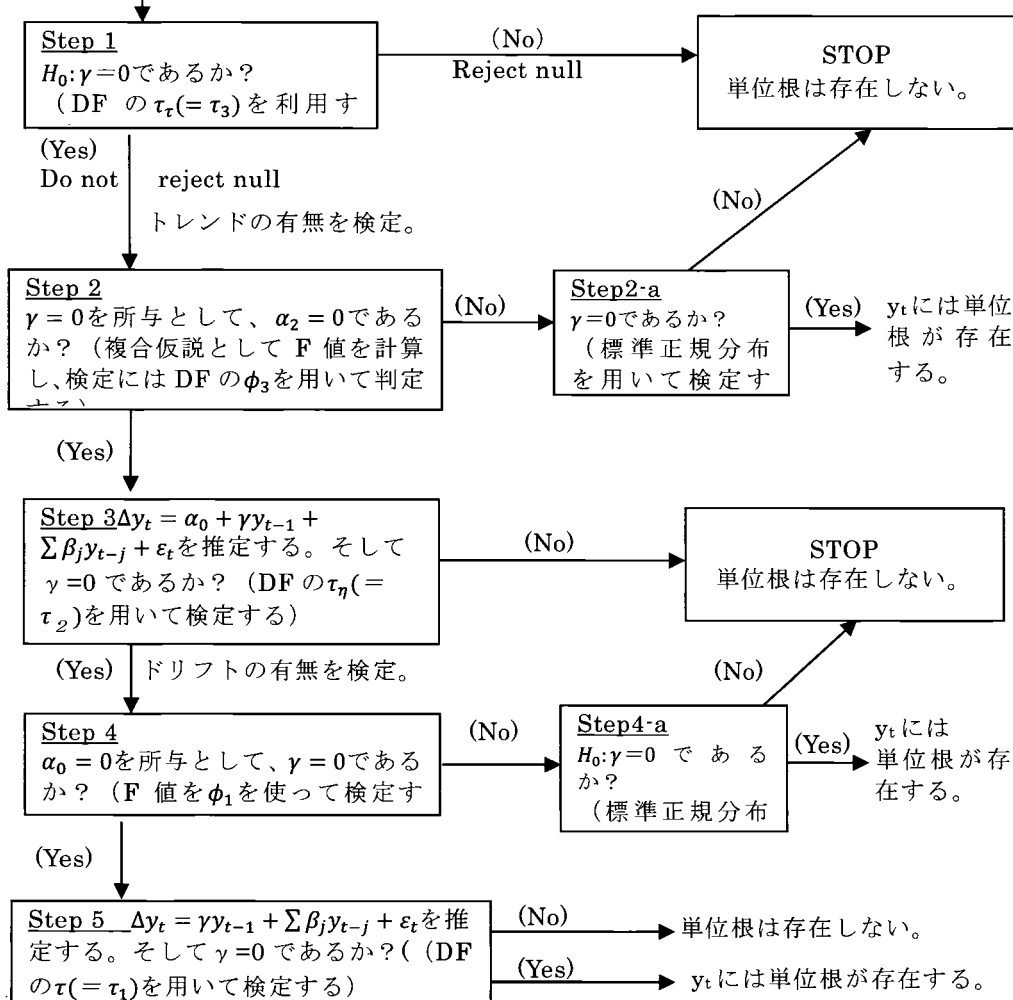 Step 1
H₀:γ=0であるか?
(DF の τ_τ(= τ₃)を利用す
(No)
Reject null
STOP
単位根は存在しない。
(Yes)
Do not reject null
トレンドの有無を検定。
(No)
Step 2
γ = 0を所与として、α₂ = 0である
か?(複合仮説として F 値を計算
し、検定には DF のϕ₃を用いて判定
(No)
Step2-a
γ=0であるか?
(標準正規分布
を用いて検定す
(Yes)
yₜには単位
根が存在
する。
(Yes)
Step 3 Δyₜ = α₀ + γyₜ₋₁ +
∑ βⱼyₜ₋ⱼ + εₜを推定する。そして
γ=0 であるか?(DF のτ_η(=
τ₂)を用いて検定する)
(No)
STOP
単位根は存在しない。
(Yes) ドリフトの有無を検定。
(No)
Step 4
α₀ = 0を所与として、γ = 0であるか
か?(F 値をϕ₁を使って検定す
(No)
Step4-a
H₀:γ=0 である
か?
(標準正規分布
(Yes)
yₜには
単位根が存
在する。
(Yes)
Step 5 Δyₜ = γyₜ₋₁ + ∑ βⱼyₜ₋ⱼ + εₜを推
定する。そしてγ=0 であるか?((DF
のτ(= τ₁)を用いて検定する)
(No)
単位根は存在しない。
(Yes)
yₜには単位根が存在する。